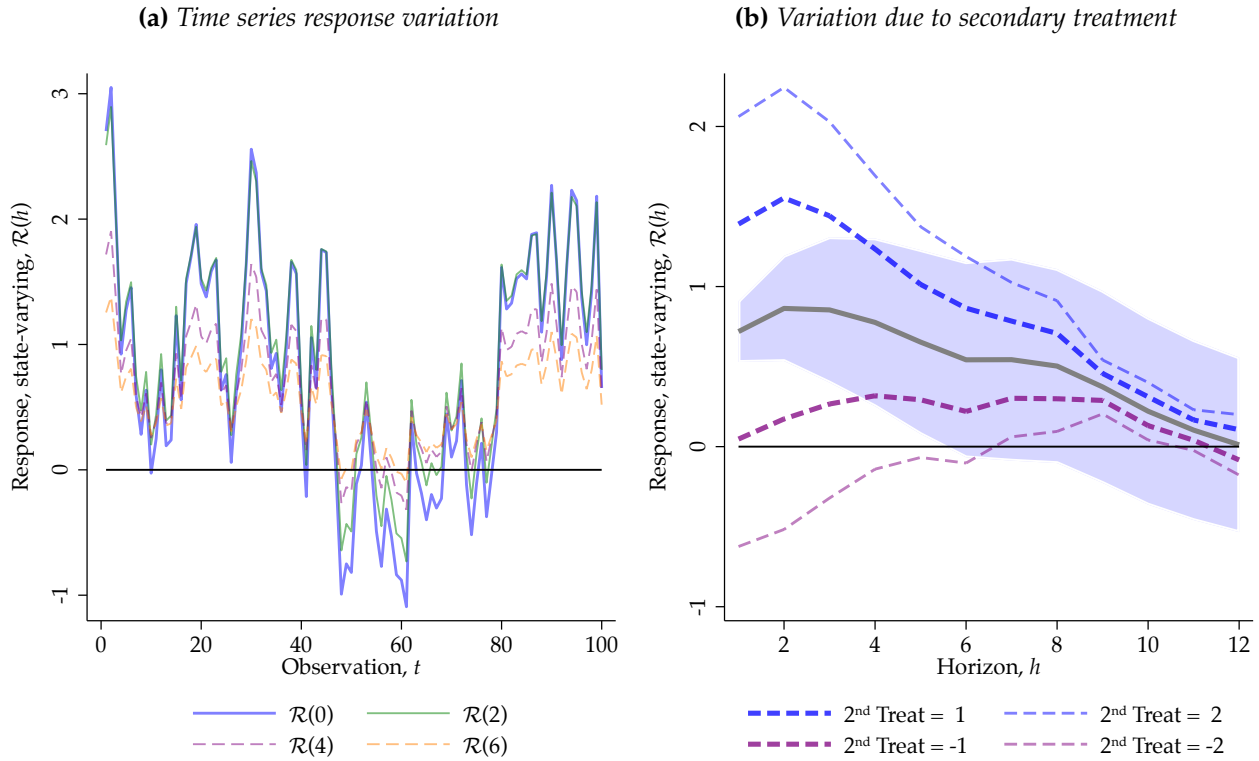 (a) Time series response variation
Response, state-varying, R(h)
3
2
1
0
-1
0
20
40
60
80
100
Observation, t
R(0)
R(2)
R(4)
R(6)
(b) Variation due to secondary treatment
Response, state-varying, R(h)
2
1
0
-1
2
4
6
8
10
12
Horizon, h
2nd Treat = 1
2nd Treat = 2
2nd Treat = -1
2nd Treat = -2